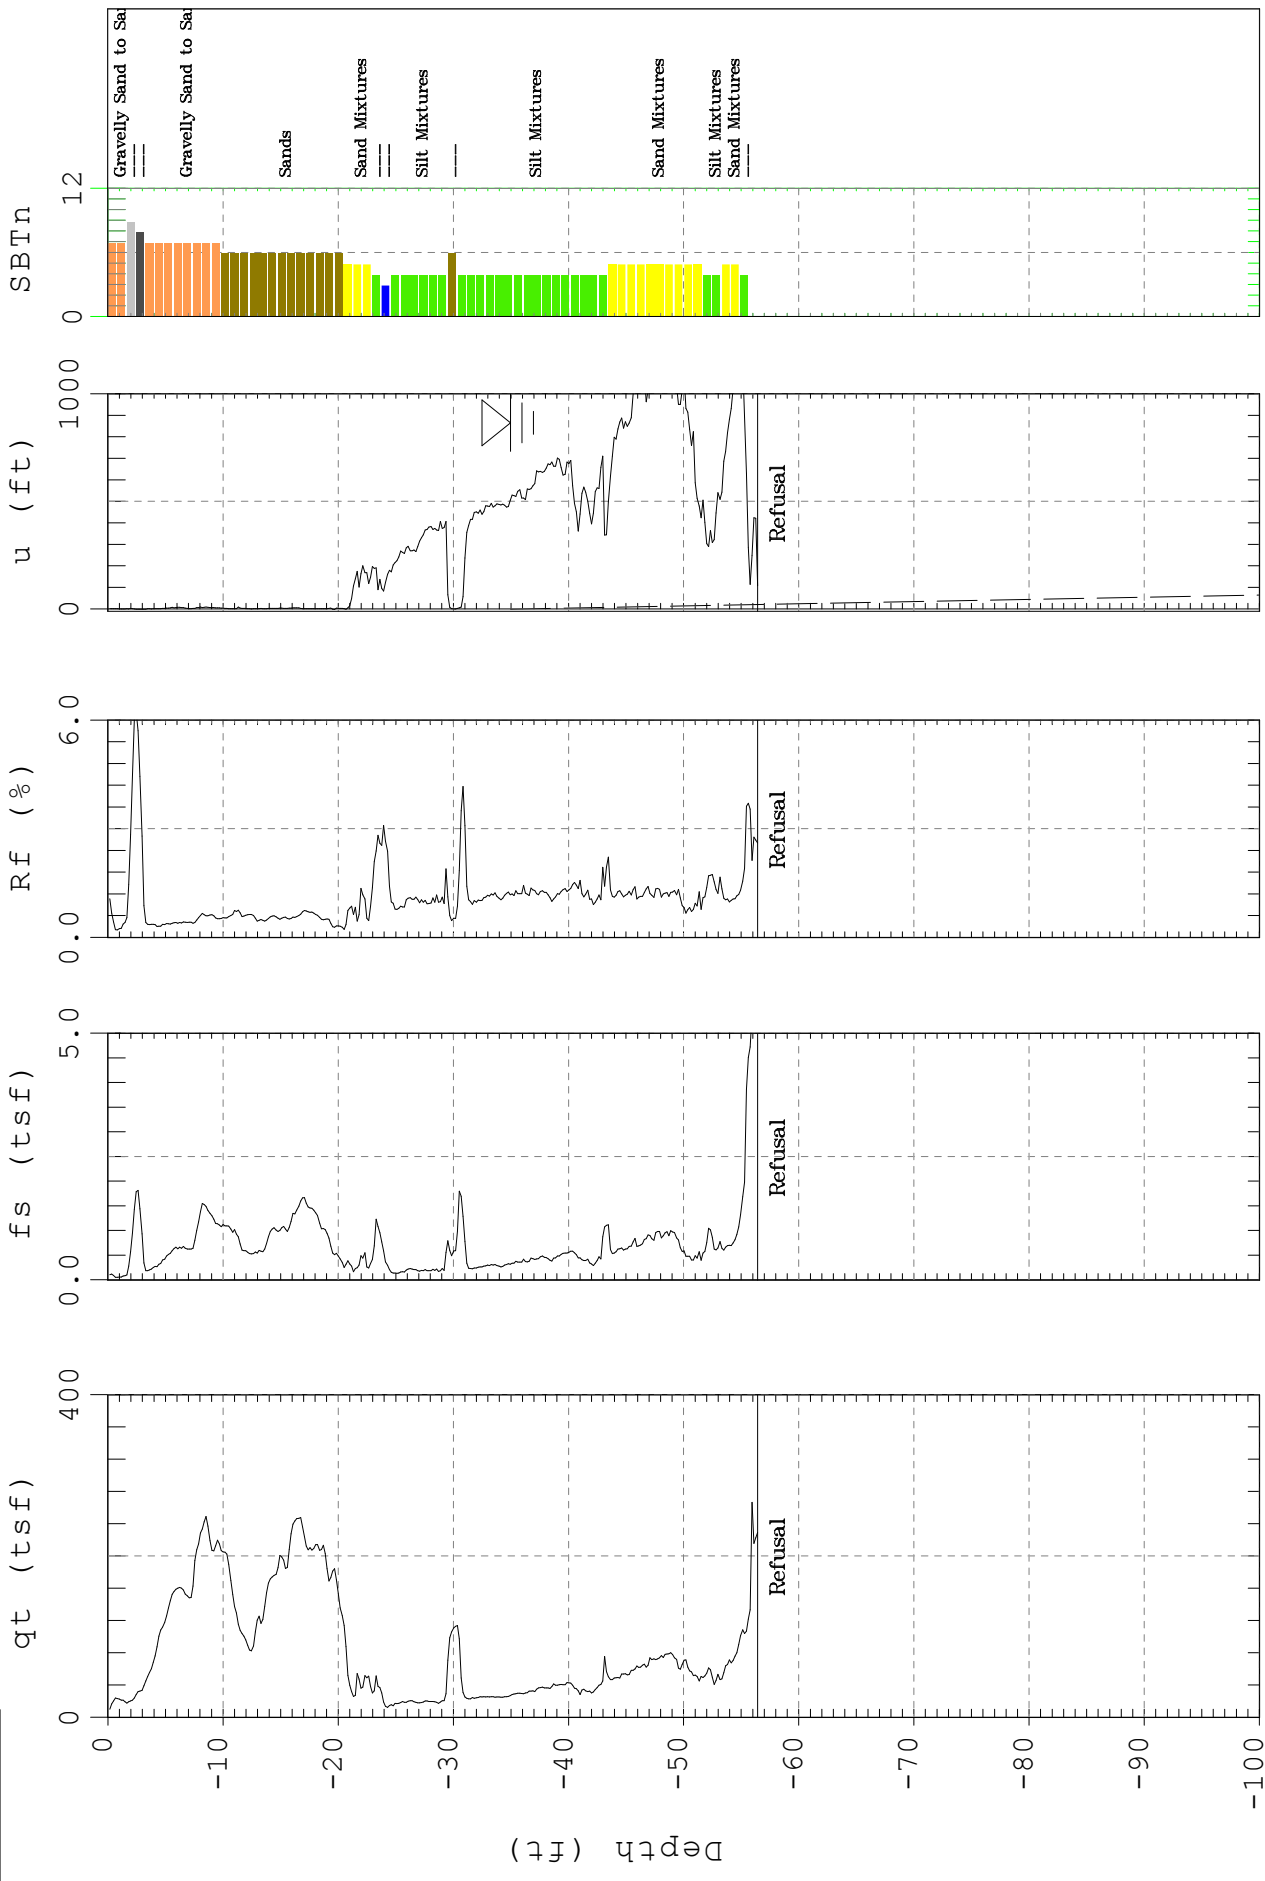 qt (tsf)
0
400
fs (tsf)
0.0
5.0
Rf (%)
0.0
6.0
u (ft)
0
1000
SBTn
0
12
Depth (ft)
0
-10
-20
-30
-40
-50
-60
-70
-80
-90
-100
Refusal
Refusal
Refusal
Refusal
Gravelly Sand to Sa
Gravelly Sand to Sa
Sands
Sand Mixtures
Silt Mixtures
Silt Mixtures
Sand Mixtures
Silt Mixtures
Sand Mixtures